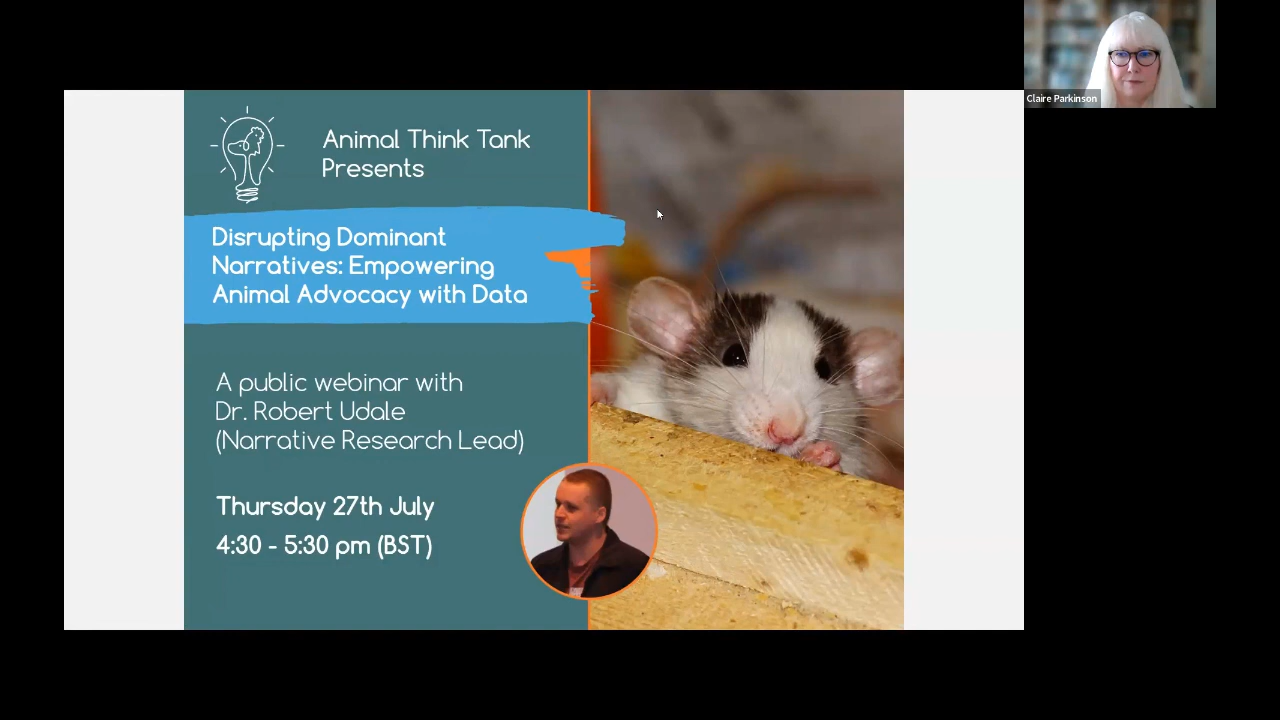 Animal Think Tank
Presents
Disrupting Dominant
Narratives: Empowering
Animal Advocacy with Data
A public webinar with
Dr. Robert Udale
(Narrative Research Lead)
Thursday 27th July
4:30 - 5:30 pm (BST)
Claire Parkinson